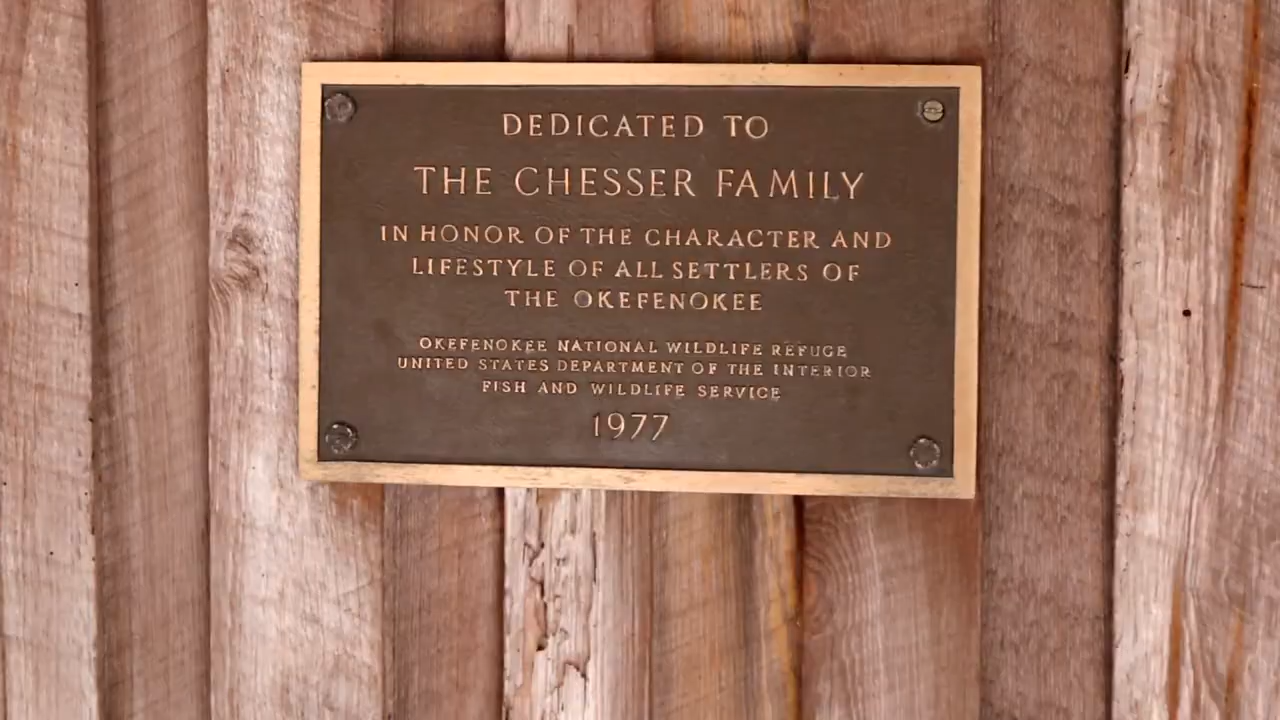 DEDICATED TO
THE CHESSER FAMILY
IN HONOR OF THE CHARACTER AND
LIFESTYLE OF ALL SETTLERS OF
THE OKEFENOKEE
OKEFENOKEE NATIONAL WILDLIFE REFUGE
UNITED STATES DEPARTMENT OF THE INTERIOR
FISH AND WILDLIFE SERVICE
1977